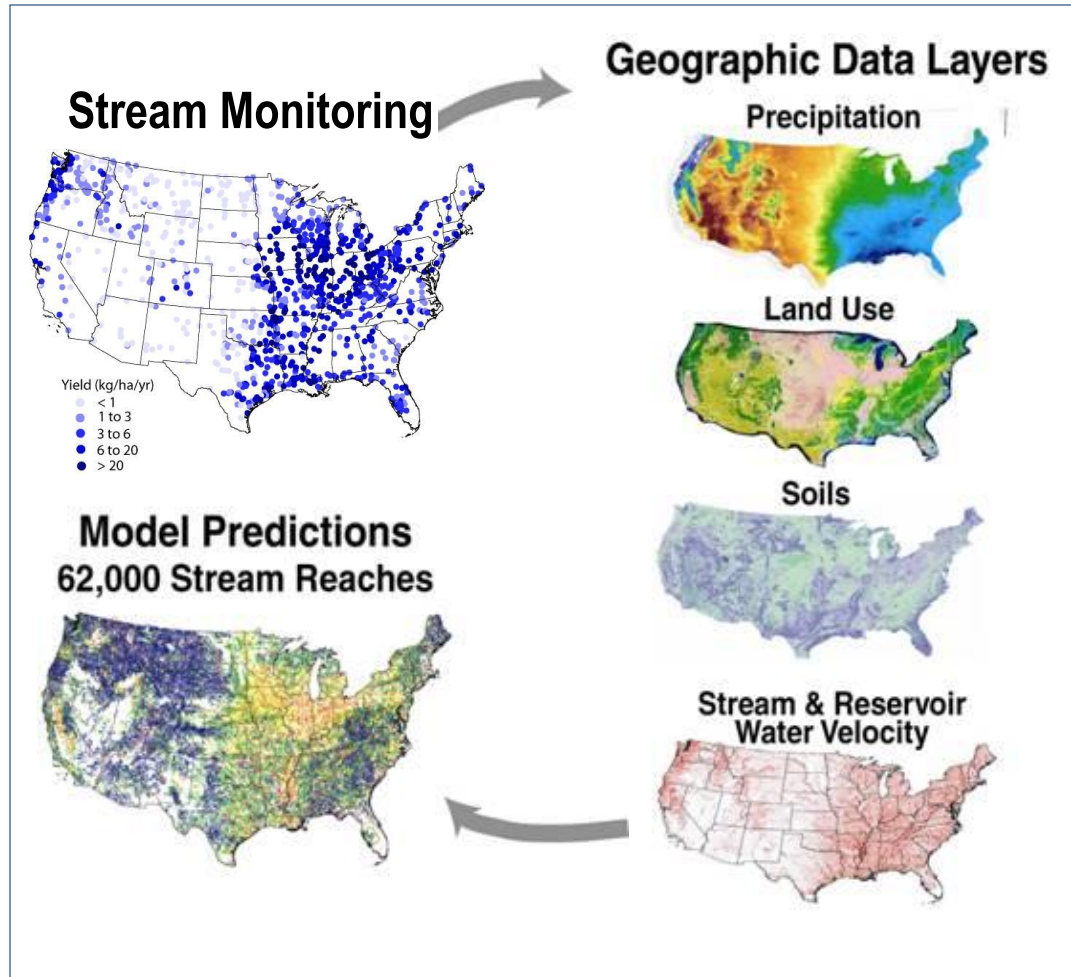 Stream Monitoring
Yield (kg/ha/yr)
< 1
1 to 3
3 to 6
6 to 20
> 20
Geographic Data Layers
Precipitation
Land Use
Soils
Stream & Reservoir
Water Velocity
Model Predictions
62,000 Stream Reaches